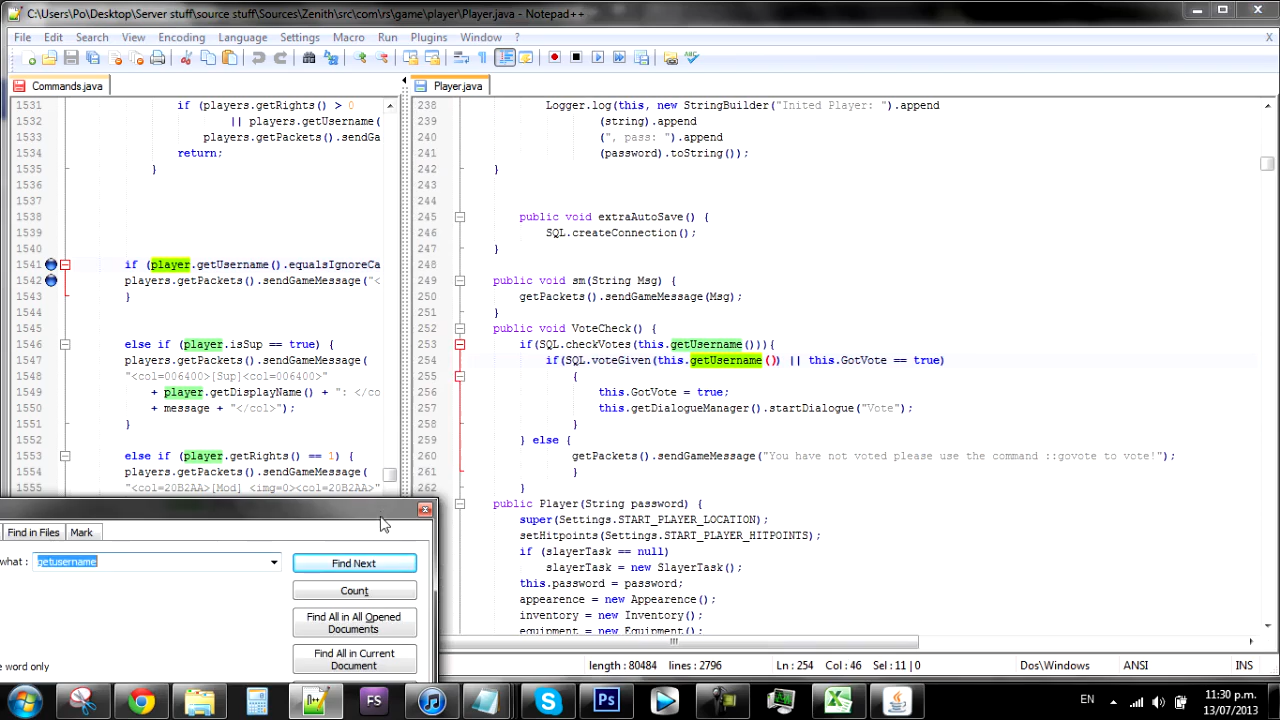 C:\Users\Po\Desktop\Server stuff\source stuff\Sources\Zenith\src\com\rs\game\player\Player.java - Notepad++
File Edit Search View Encoding Language Settings Macro Run Plugins Window ? X
Commands.java
1531 if (players.getRights() > 0
1532 || players.getUsername(
1533 players.getPackets().sendGa
1534 return;
1535 }
1536
1537
1538
1539
1540
1541 if (player.getUsername().equalsIgnoreCa
1542 players.getPackets().sendGameMessage("<
1543 }
1544
1545
1546 else if (player.isSup == true) {
1547 players.getPackets().sendGameMessage(
1548 "<col=006400>[Sup]<col=006400>"
1549 + player.getDisplayName() + ": </co
1550 + message + "</col>");
1551 }
1552
1553 else if (player.getRights() == 1) {
1554 players.getPackets().sendGameMessage(
1555 "<col=20B2AA>[Mod] <img=0><col=20B2AA>"
Player.java
238 Logger.log(this, new StringBuilder("Inited Player: ").append
239 (string).append
240 (", pass: ").append
241 (password).toString());
242 }
243
244
245 public void extraAutoSave() {
246 SQL.createConnection();
247 }
248
249 public void sm(String Msg) {
250 getPackets().sendGameMessage(Msg);
251 }
252 public void VoteCheck() {
253 if(SQL.checkVotes(this.getUsername())){
254 if(SQL.voteGiven(this.getUsername()) || this.GotVote == true)
255 {
256 this.GotVote = true;
257 this.getDialogueManager().startDialogue("Vote");
258 }
259 } else {
260 getPackets().sendGameMessage("You have not voted please use the command ::govote to vote!");
261 }
262 }
263 public Player(String password) {
264 super(Settings.START_PLAYER_LOCATION);
265 setHitpoints(Settings.START_PLAYER_HITPOINTS);
266 if (slayerTask == null)
267 slayerTask = new SlayerTask();
268 this.password = password;
269 appearence = new Appearence();
270 inventory = new Inventory();
271 equipment = new Equipment();
Find in Files Mark
what : getusername
Find Next
Count
Find All in All Opened
Documents
Find All in Current
Document
e word only
length : 80484 lines : 2796 Ln : 254 Col : 46 Sel : 11 | 0 Dos\Windows ANSI INS
FS Ps EN 11:30 p.m.
13/07/2013